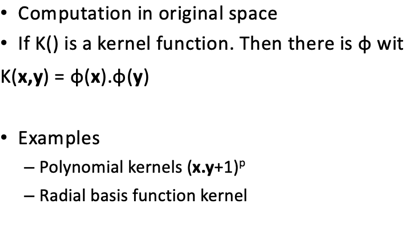 • Computation in original space
• If K() is a kernel function. Then there is ϕ wit
K(x,y) = ϕ(x).ϕ(y)
• Examples
– Polynomial kernels (x.y+1)ᵖ
– Radial basis function kernel